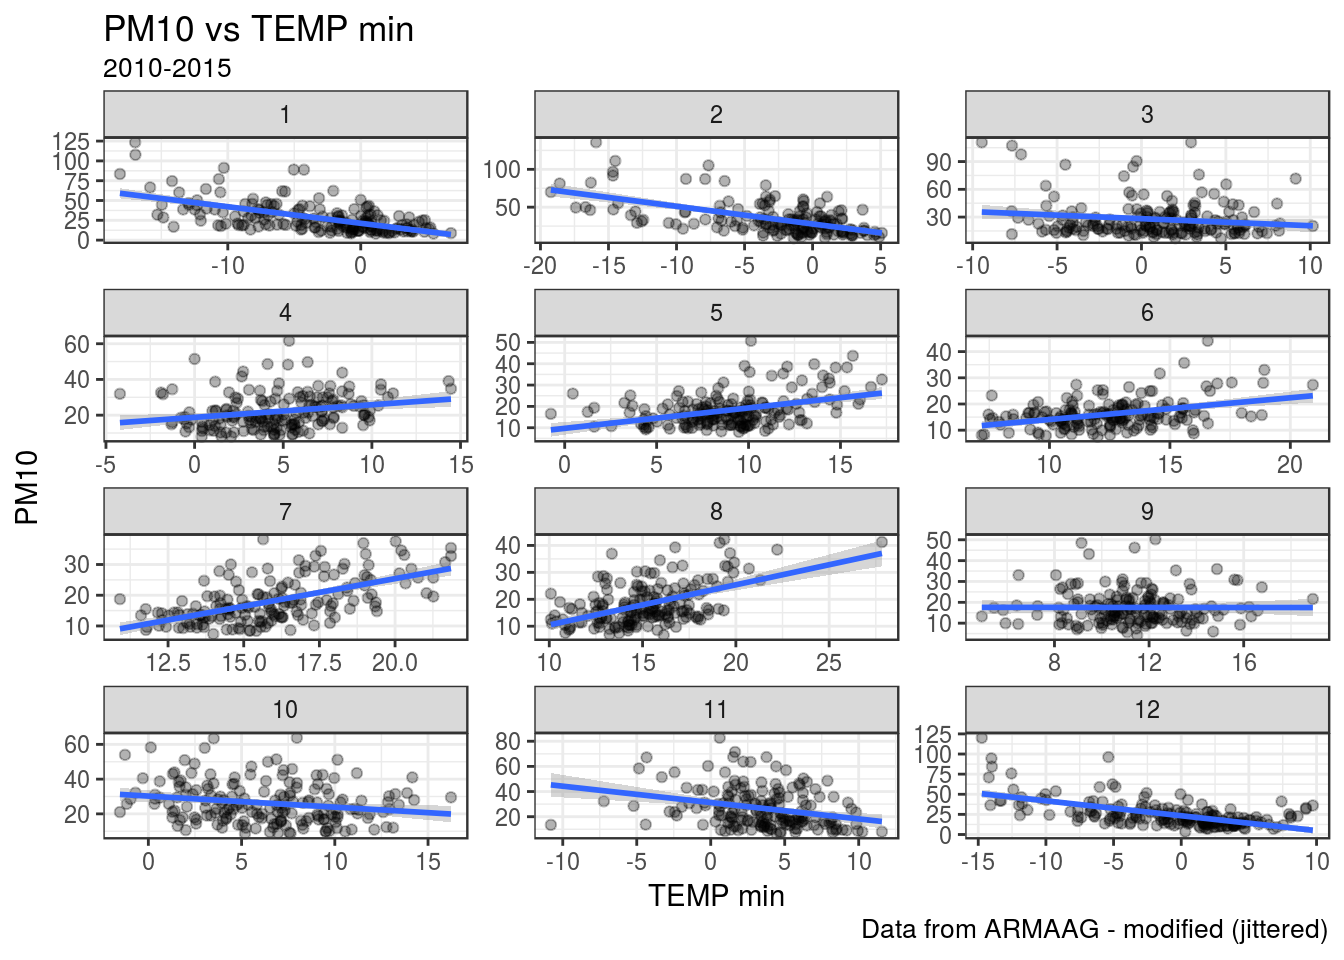 PM10 vs TEMP min
2010-2015
1 2 3
125 100 75 50 25 0
100 50
90 60 30
-10 0
-20 -15 -10 -5 0 5
-10 -5 0 5 10
4 5 6
60 40 20
50 40 30 20 10
40 30 20 10
-5 0 5 10 15
0 5 10 15
10 15 20
PM10
7 8 9
30 20 10
40 30 20 10
50 40 30 20 10
12.5 15.0 17.5 20.0
10 15 20 25
8 12 16
10 11 12
60 40 20
80 60 40 20
125 100 75 50 25 0
0 5 10 15
-10 -5 0 5 10
-15 -10 -5 0 5 10
TEMP min
Data from ARMAAG - modified (jittered)